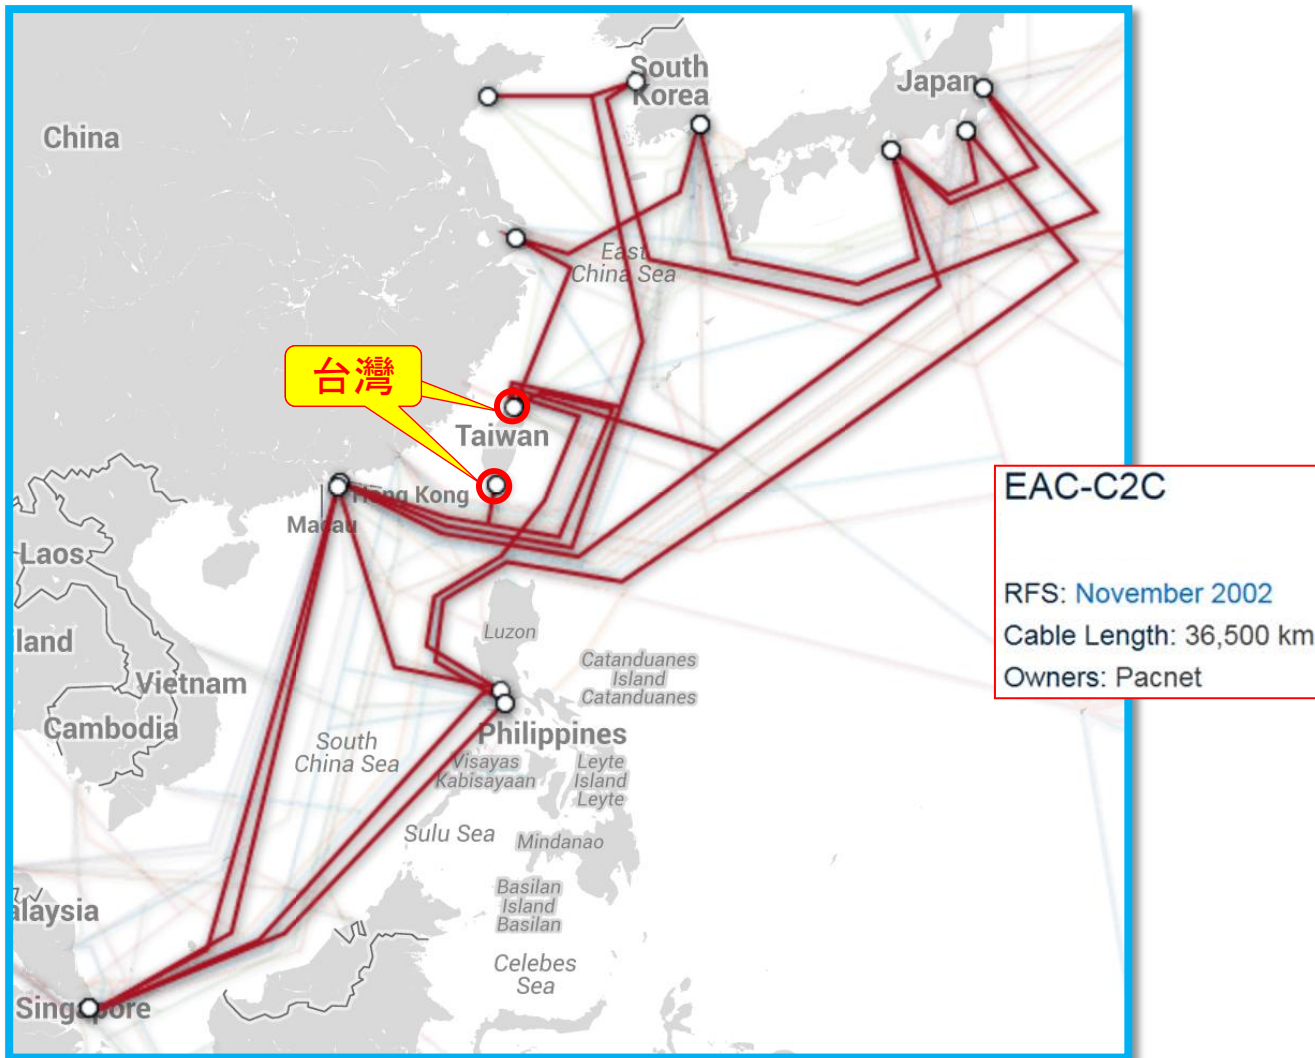 South
Korea
Japan
China
East
China Sea
台灣
Taiwan
Hong Kong
Macau
Laos
land
Vietnam
Cambodia
Luzon
Catanduanes
Island
Catanduanes
South
China Sea
Philippines
Visayas
Kabisayaan
Leyte
Island
Leyte
Sulu Sea
Mindanao
Basilan
Island
Basilan
alaysia
Celebes
Sea
Singapore
EAC-C2C
RFS: November 2002
Cable Length: 36,500 km
Owners: Pacnet